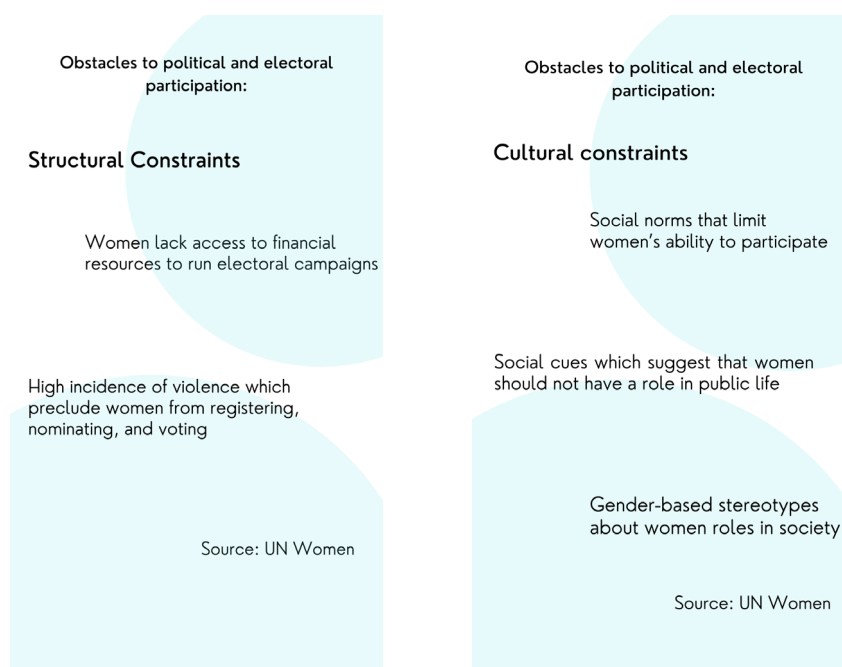 Obstacles to political and electoral
participation:
Structural Constraints
Women lack access to financial
resources to run electoral campaigns
High incidence of violence which
preclude women from registering,
nominating, and voting
Source: UN Women
Obstacles to political and electoral
participation:
Cultural constraints
Social norms that limit
women's ability to participate
Social cues which suggest that women
should not have a role in public life
Gender-based stereotypes
about women roles in society
Source: UN Women